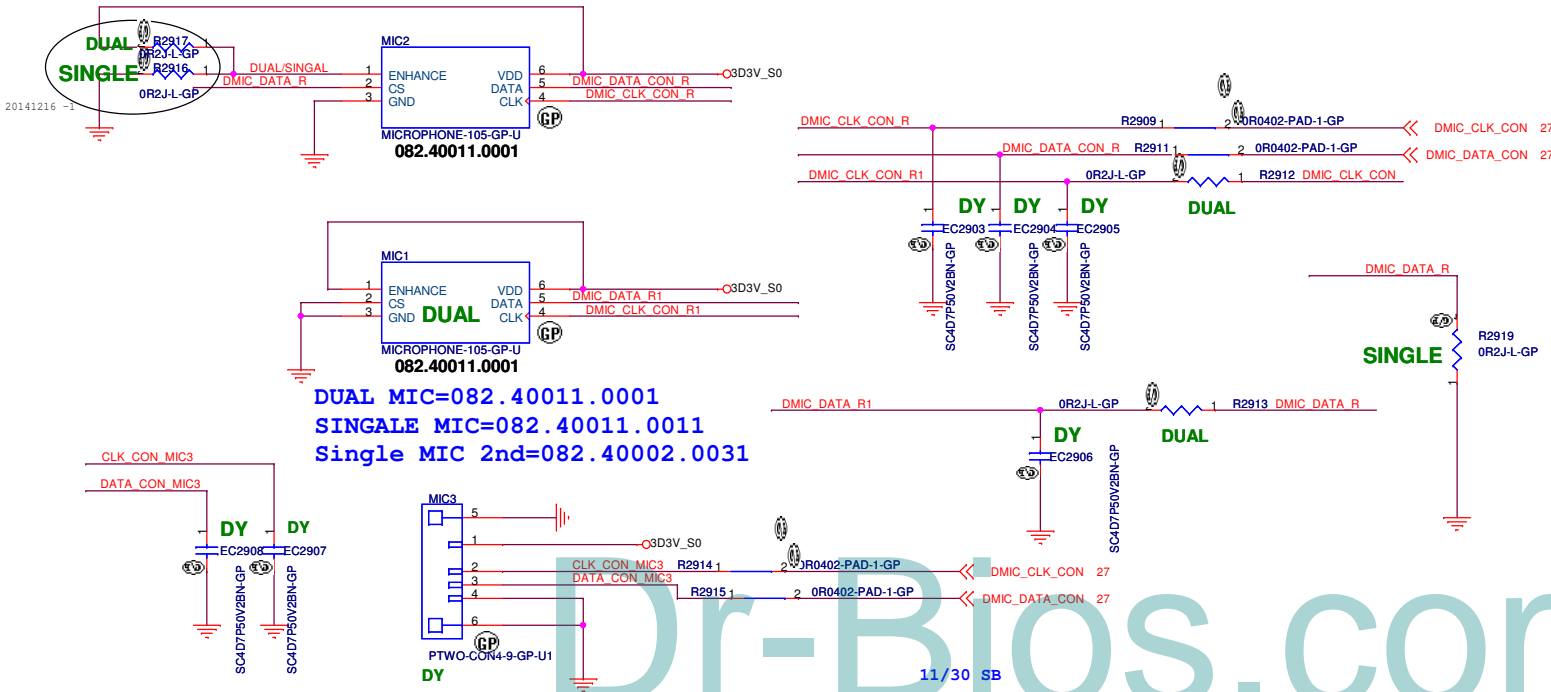 DUAL
R2917
1
0R2J-L-GP
SINGLE
R2916
1
0R2J-L-GP
20141216 -1
DUAL/SINGAL
DMIC_DATA_R
MIC2
1 ENHANCE
2 CS
3 GND
VDD 6
DATA 5
CLK 4
3D3V_S0
DMIC_DATA_CON_R
DMIC_CLK_CON_R
GP
MICROPHONE-105-GP-U
082.40011.0001
MIC1
1 ENHANCE
2 CS
3 GND
DUAL
VDD 6
DATA 5
CLK 4
3D3V_S0
DMIC_DATA_R1
DMIC_CLK_CON_R1
GP
MICROPHONE-105-GP-U
082.40011.0001
DUAL MIC=082.40011.0001
SINGALE MIC=082.40011.0011
Single MIC 2nd=082.40002.0031
DMIC_CLK_CON_R
R2909 1
2 0R0402-PAD-1-GP
DMIC_CLK_CON 27
DMIC_DATA_CON_R
R2911 1
2 0R0402-PAD-1-GP
DMIC_DATA_CON 27
DMIC_CLK_CON_R1
0R2J-L-GP
1 R2912
DMIC_CLK_CON
DUAL
DY
DY
DY
1
1
1
EC2903
EC2904
EC2905
SC4D7P50V2BN-GP
SC4D7P50V2BN-GP
SC4D7P50V2BN-GP
DMIC_DATA_R
SINGLE
R2919
0R2J-L-GP
1
DMIC_DATA_R1
0R2J-L-GP
1 R2913
DMIC_DATA_R
DUAL
DY
1
EC2906
SC4D7P50V2BN-GP
CLK_CON_MIC3
DATA_CON_MIC3
DY
DY
1
1
EC2908
EC2907
SC4D7P50V2BN-GP
SC4D7P50V2BN-GP
MIC3
5
1
2
3
4
6
3D3V_S0
CLK_CON_MIC3
DATA_CON_MIC3
R2914 1
2 0R0402-PAD-1-GP
DMIC_CLK_CON 27
R2915 1
2 0R0402-PAD-1-GP
DMIC_DATA_CON 27
GP
PTWO-CON4-9-GP-U1
DY
11/30 SB
Dr-Bios.com